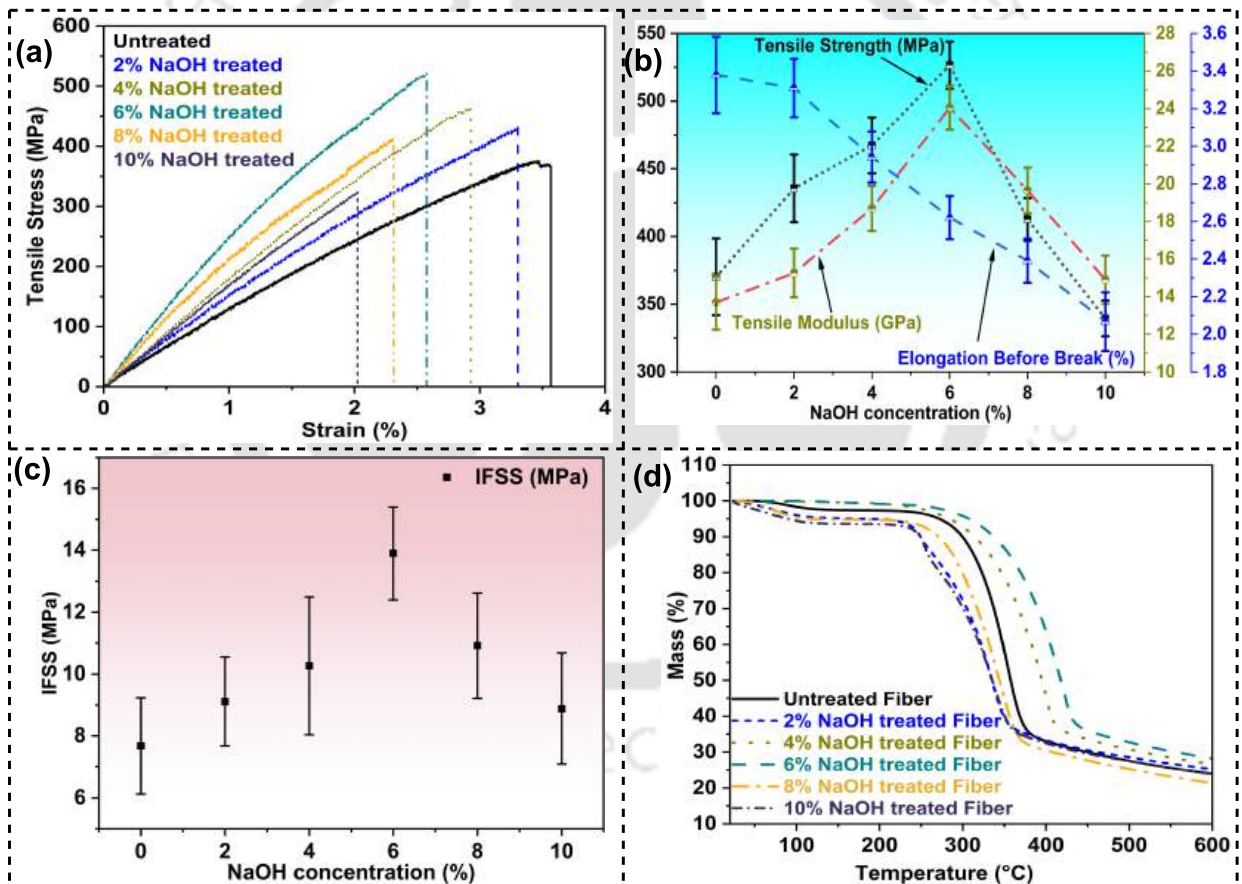 (a)
600
500
400
300
200
100
0
Tensile Stress (MPa)
Untreated
2% NaOH treated
4% NaOH treated
6% NaOH treated
8% NaOH treated
10% NaOH treated
0 1 2 3 4
Strain (%)
(b)
550
500
450
400
350
300
Tensile Strength (MPa)
Tensile Modulus (GPa)
Elongation Before Break (%)
28
26
24
22
20
18
16
14
12
10
3.6
3.4
3.2
3.0
2.8
2.6
2.4
2.2
2.0
1.8
0 2 4 6 8 10
NaOH concentration (%)
(c)
16
14
12
10
8
6
IFSS (MPa)
IFSS (MPa)
0 2 4 6 8 10
NaOH concentration (%)
(d)
110
100
90
80
70
60
50
40
30
20
10
Mass (%)
Untreated Fiber
2% NaOH treated Fiber
4% NaOH treated Fiber
6% NaOH treated Fiber
8% NaOH treated Fiber
10% NaOH treated Fiber
100 200 300 400 500 600
Temperature (°C)